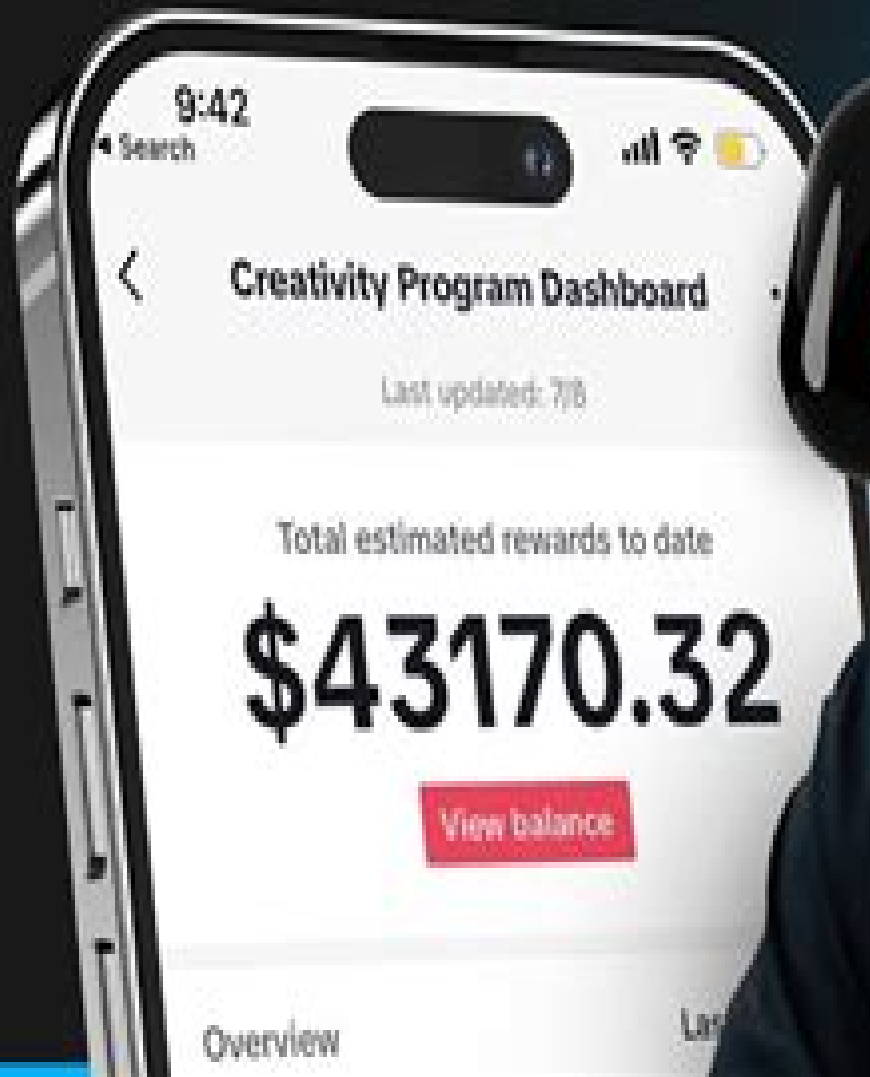 9:42
Search
Creativity Program Dashboard
Last updated: 7/8
Total estimated rewards to date
$43170.32
View balance
Overview